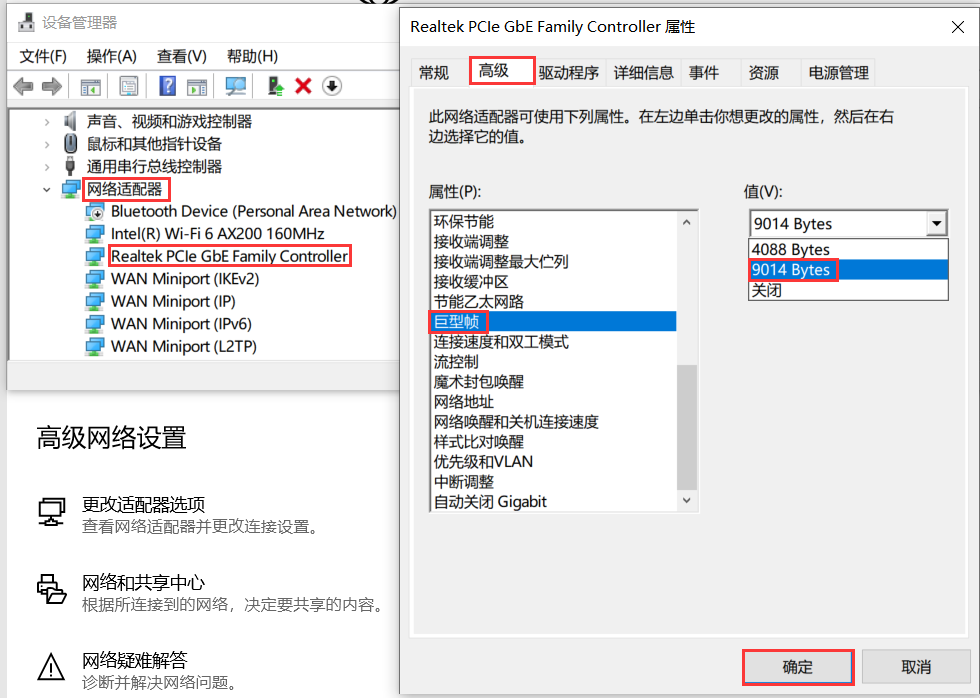 设备管理器
文件(F) 操作(A) 查看(V) 帮助(H)
声音、视频和游戏控制器
鼠标和其他指针设备
通用串行总线控制器
网络适配器
Bluetooth Device (Personal Area Network)
Intel(R) Wi-Fi 6 AX200 160MHz
Realtek PCIe GbE Family Controller
WAN Miniport (IKEv2)
WAN Miniport (IP)
WAN Miniport (IPv6)
WAN Miniport (L2TP)
高级网络设置
更改适配器选项
查看网络适配器并更改连接设置。
网络和共享中心
根据所连接到的网络，决定要共享的内容。
网络疑难解答
诊断并解决网络问题。
Realtek PCIe GbE Family Controller 属性
常规 高级 驱动程序 详细信息 事件 资源 电源管理
此网络适配器可使用下列属性。在左边单击你想更改的属性，然后在右
边选择它的值。
属性(P):
环保节能
接收端调整
接收端调整最大伫列
接收缓冲区
节能乙太网路
巨型帧
连接速度和双工模式
流控制
魔术封包唤醒
网络地址
网络唤醒和关机连接速度
样式比对唤醒
优先级和VLAN
中断调整
自动关闭 Gigabit
值(V):
9014 Bytes
4088 Bytes
9014 Bytes
关闭
确定 取消